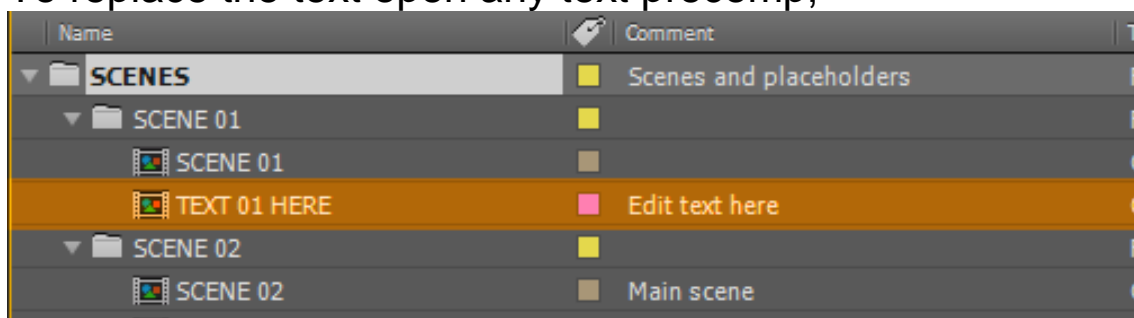 To replace the text open any text precomp,
Name Comment
SCENES Scenes and placeholders
SCENE 01
SCENE 01
TEXT 01 HERE Edit text here
SCENE 02
SCENE 02 Main scene